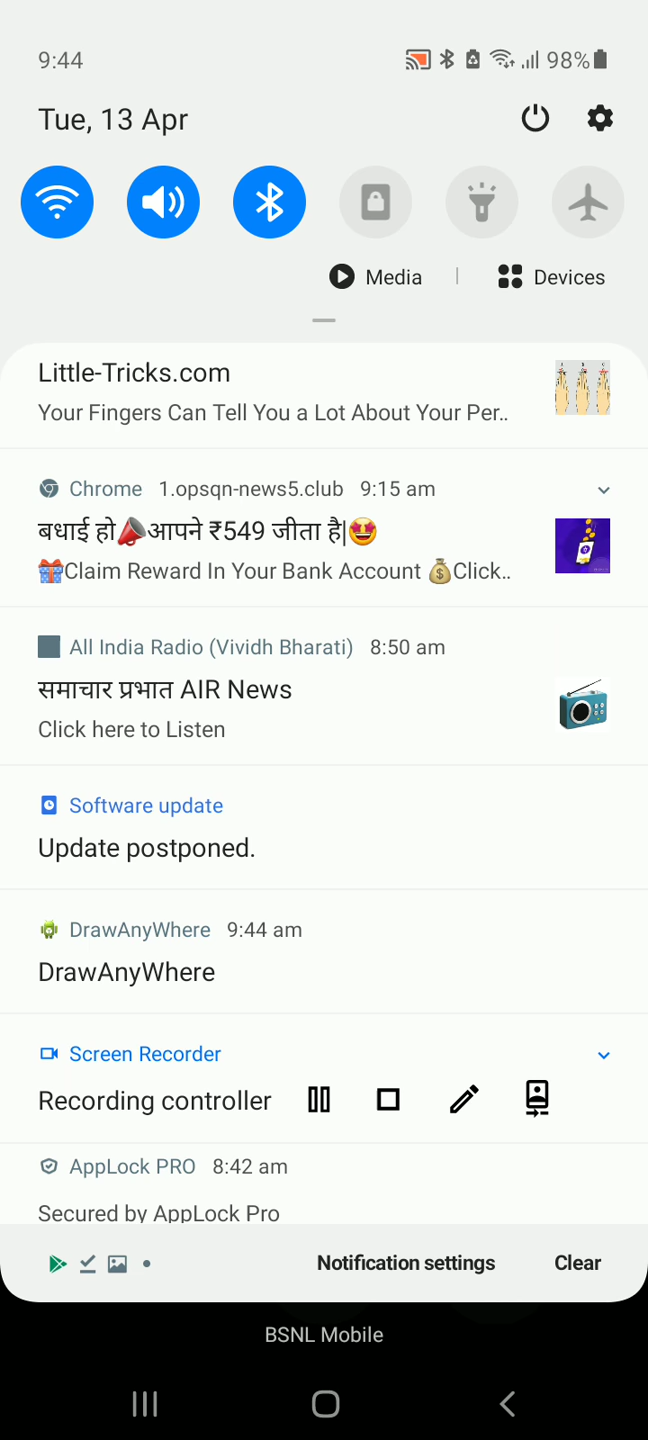 9:44
98%
Tue, 13 Apr
Media | Devices
Little-Tricks.com
Your Fingers Can Tell You a Lot About Your Per..
Chrome 1.opsqn-news5.club 9:15 am
बधाई हो📣आपने ₹549 जीता है|🤩
🎁Claim Reward In Your Bank Account 💰Click..
All India Radio (Vividh Bharati) 8:50 am
समाचार प्रभात AIR News
Click here to Listen
Software update
Update postponed.
DrawAnyWhere 9:44 am
DrawAnyWhere
Screen Recorder
Recording controller
AppLock PRO 8:42 am
Secured by AppLock Pro
Notification settings Clear
BSNL Mobile